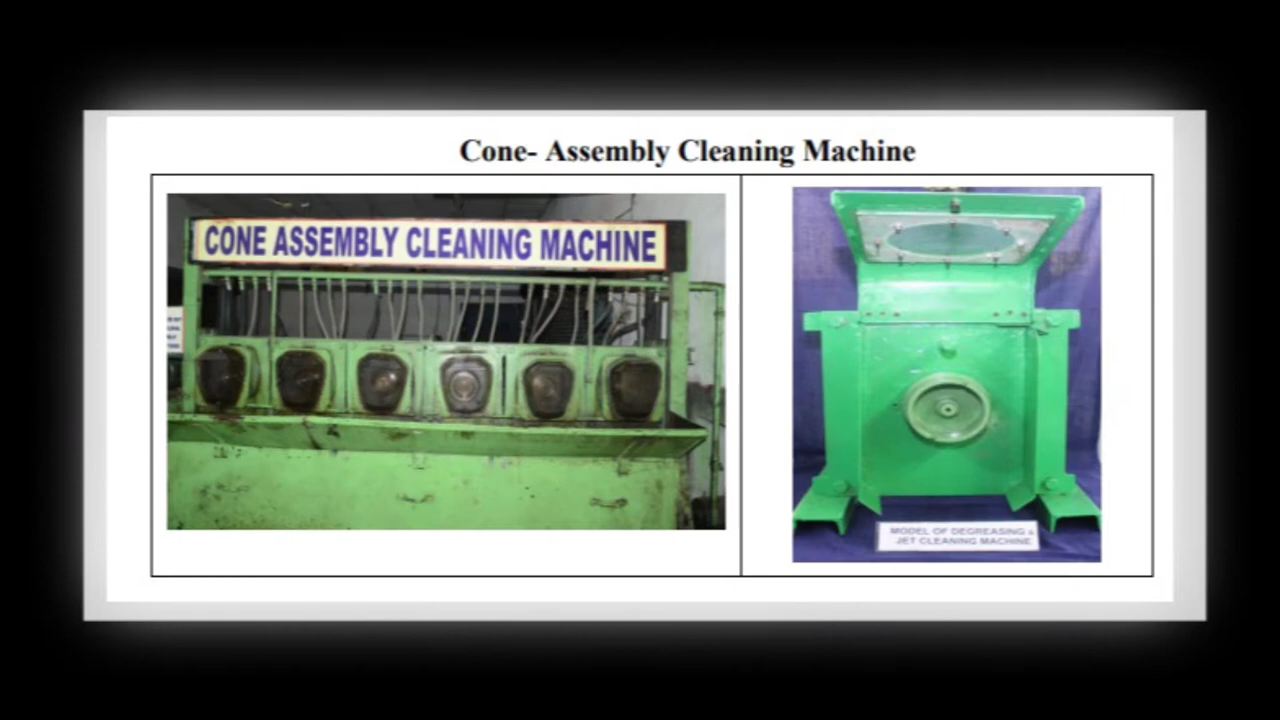 Cone- Assembly Cleaning Machine
CONE ASSEMBLY CLEANING MACHINE
MODEL OF DEGREASING &
JET CLEANING MACHINE